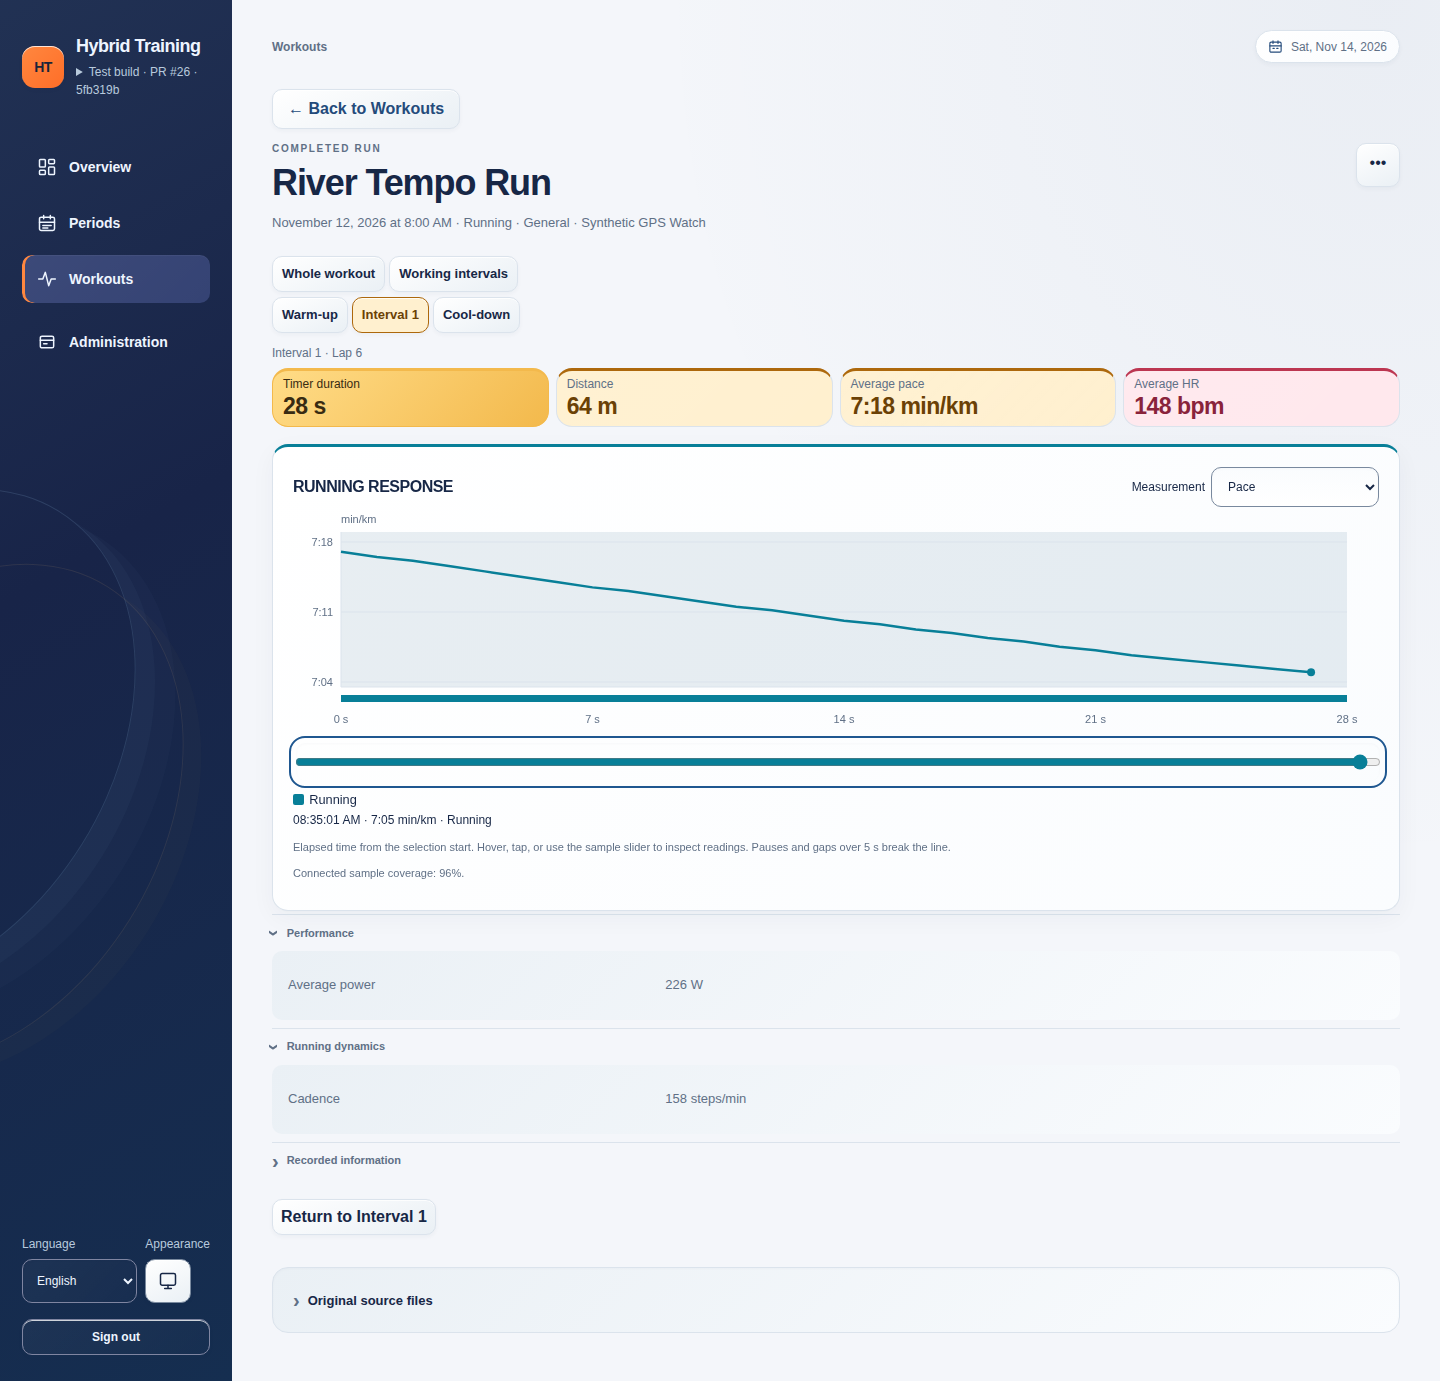 HT
Hybrid Training
Test build · PR #26 ·
5fb319b
Overview
Periods
Workouts
Administration
Language
Appearance
English
Sign out
Workouts
Sat, Nov 14, 2026
← Back to Workouts
COMPLETED RUN
River Tempo Run
•••
November 12, 2026 at 8:00 AM · Running · General · Synthetic GPS Watch
Whole workout
Working intervals
Warm-up
Interval 1
Cool-down
Interval 1 · Lap 6
Timer duration
28 s
Distance
64 m
Average pace
7:18 min/km
Average HR
148 bpm
RUNNING RESPONSE
Measurement
Pace
min/km
7:18
7:11
7:04
0 s
7 s
14 s
21 s
28 s
Running
08:35:01 AM · 7:05 min/km · Running
Elapsed time from the selection start. Hover, tap, or use the sample slider to inspect readings. Pauses and gaps over 5 s break the line.
Connected sample coverage: 96%.
Performance
Average power
226 W
Running dynamics
Cadence
158 steps/min
Recorded information
Return to Interval 1
Original source files